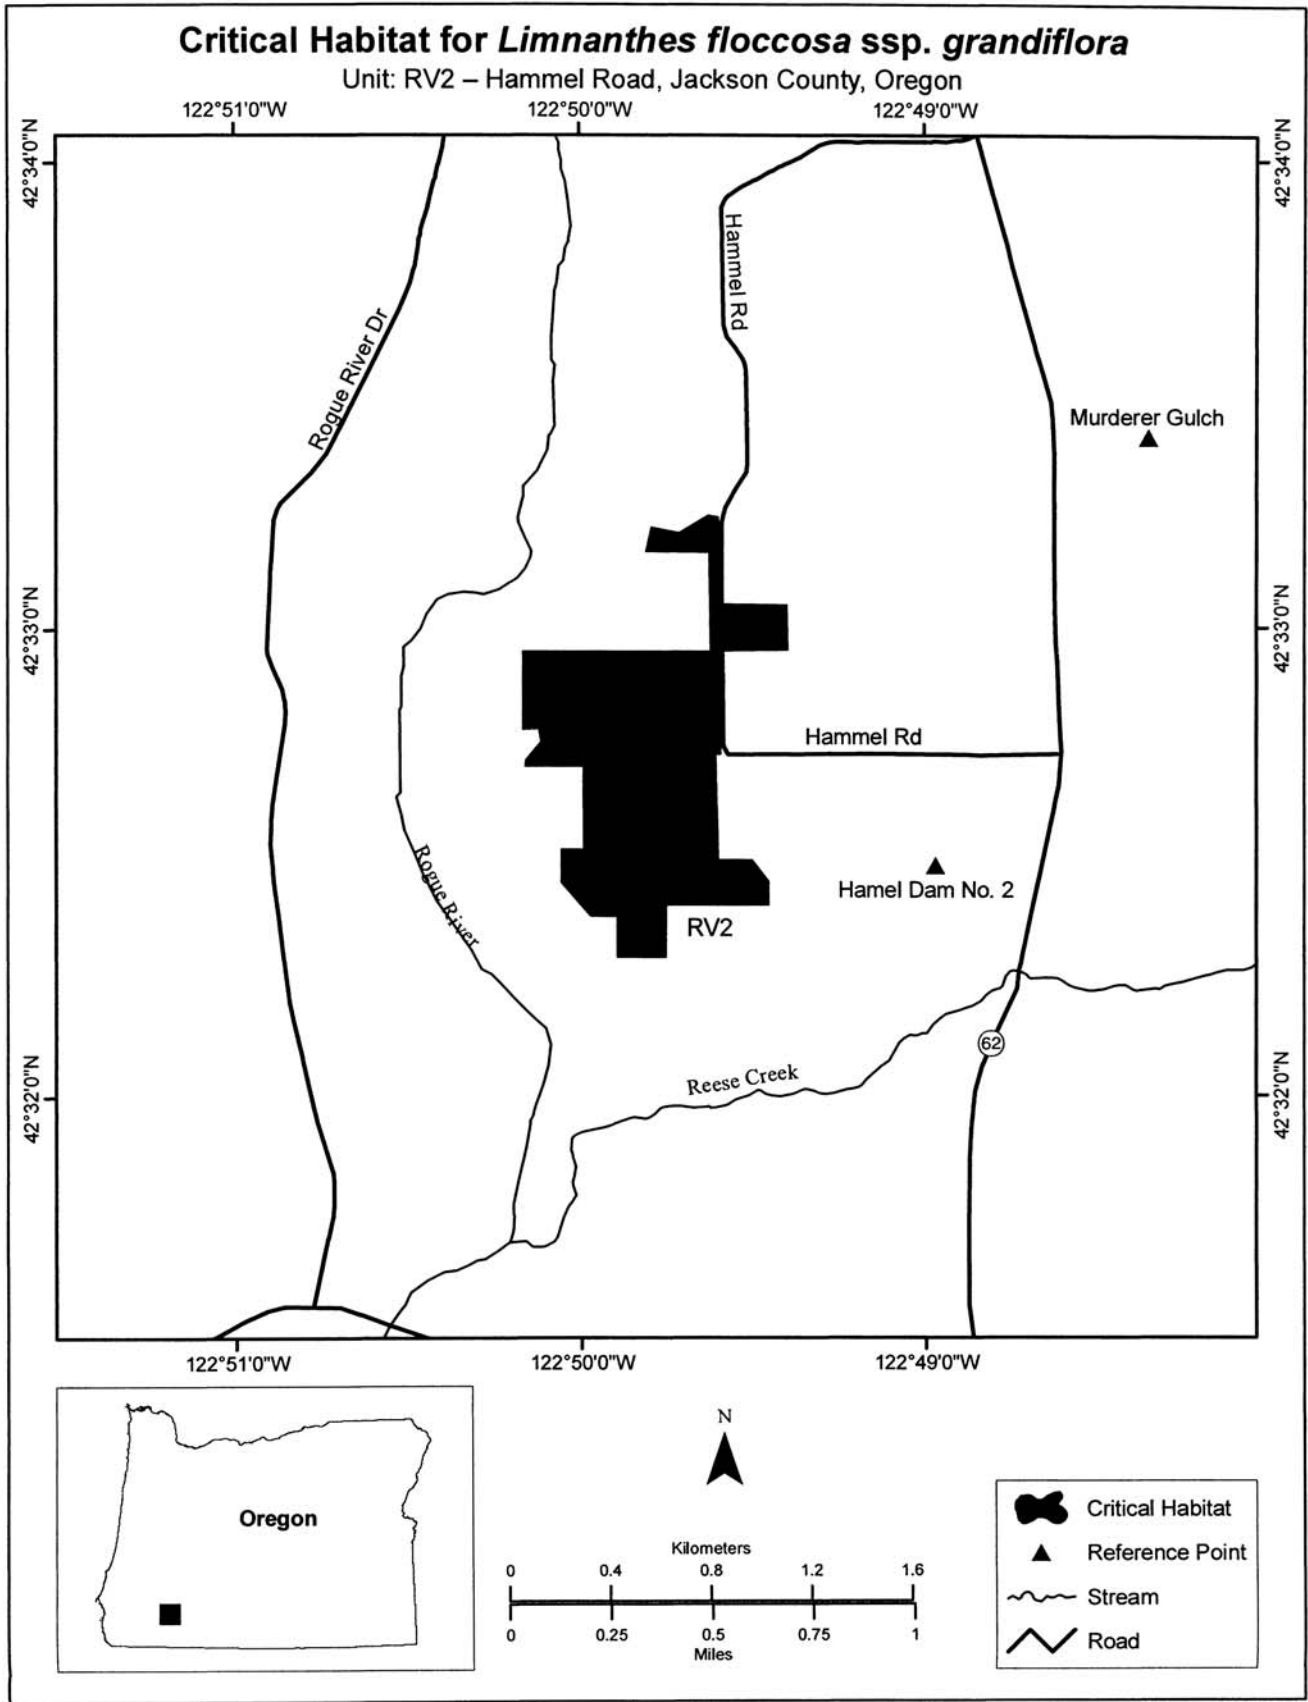 Critical Habitat for Limnanthes floccosa ssp. grandiflora
Unit: RV2 – Hammel Road, Jackson County, Oregon
122°51'0"W
122°50'0"W
122°49'0"W
42°34'0"N
42°34'0"N
Hammel Rd
Rogue River Dr
Murderer Gulch
42°33'0"N
42°33'0"N
Hammel Rd
Rogue River
Hamel Dam No. 2
RV2
62
Reese Creek
42°32'0"N
42°32'0"N
122°51'0"W
122°50'0"W
122°49'0"W
Oregon
N
Kilometers
0 0.4 0.8 1.2 1.6
0 0.25 0.5 0.75 1
Miles
Critical Habitat
Reference Point
Stream
Road